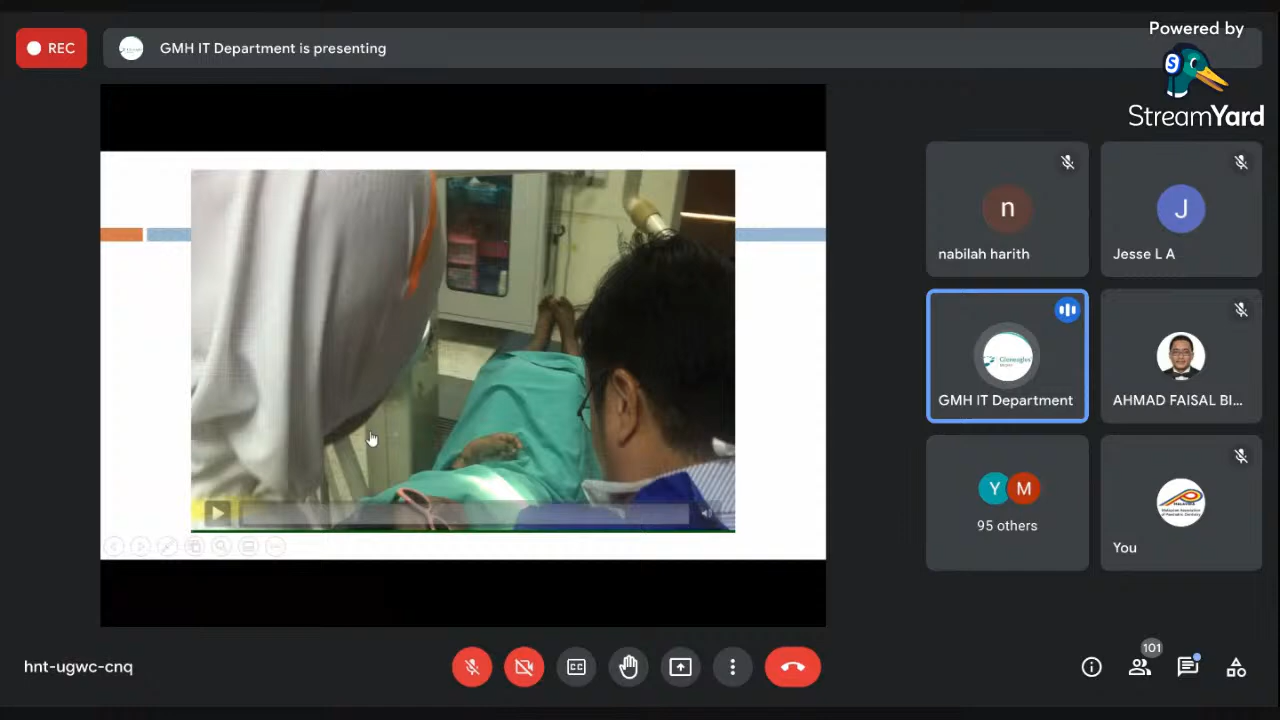 REC
GMH IT Department is presenting
Powered by
S
StreamYard
n
nabilah harith
J
Jesse L A
Gleneagles
GMH IT Department
AHMAD FAISAL BI...
Y M
95 others
You
hnt-ugwc-cnq
101